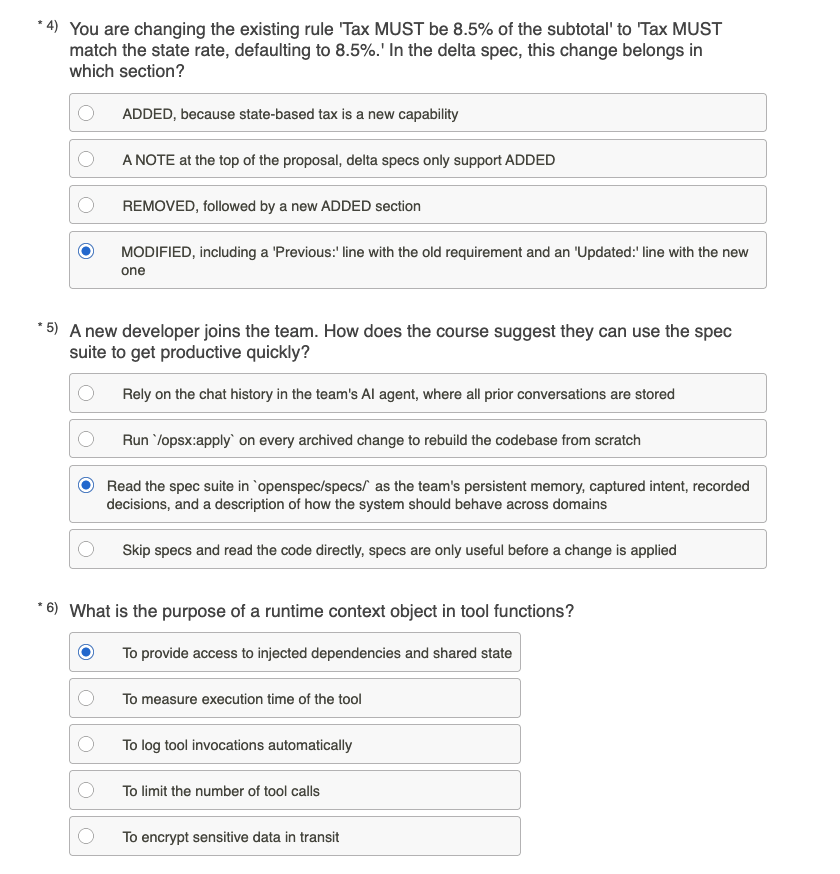 * 4) You are changing the existing rule 'Tax MUST be 8.5% of the subtotal' to 'Tax MUST
match the state rate, defaulting to 8.5%.' In the delta spec, this change belongs in
which section?
ADDED, because state-based tax is a new capability
A NOTE at the top of the proposal, delta specs only support ADDED
REMOVED, followed by a new ADDED section
MODIFIED, including a 'Previous:' line with the old requirement and an 'Updated:' line with the new
one
* 5) A new developer joins the team. How does the course suggest they can use the spec
suite to get productive quickly?
Rely on the chat history in the team's AI agent, where all prior conversations are stored
Run `/opsx:apply` on every archived change to rebuild the codebase from scratch
Read the spec suite in `openspec/specs/` as the team's persistent memory, captured intent, recorded
decisions, and a description of how the system should behave across domains
Skip specs and read the code directly, specs are only useful before a change is applied
* 6) What is the purpose of a runtime context object in tool functions?
To provide access to injected dependencies and shared state
To measure execution time of the tool
To log tool invocations automatically
To limit the number of tool calls
To encrypt sensitive data in transit